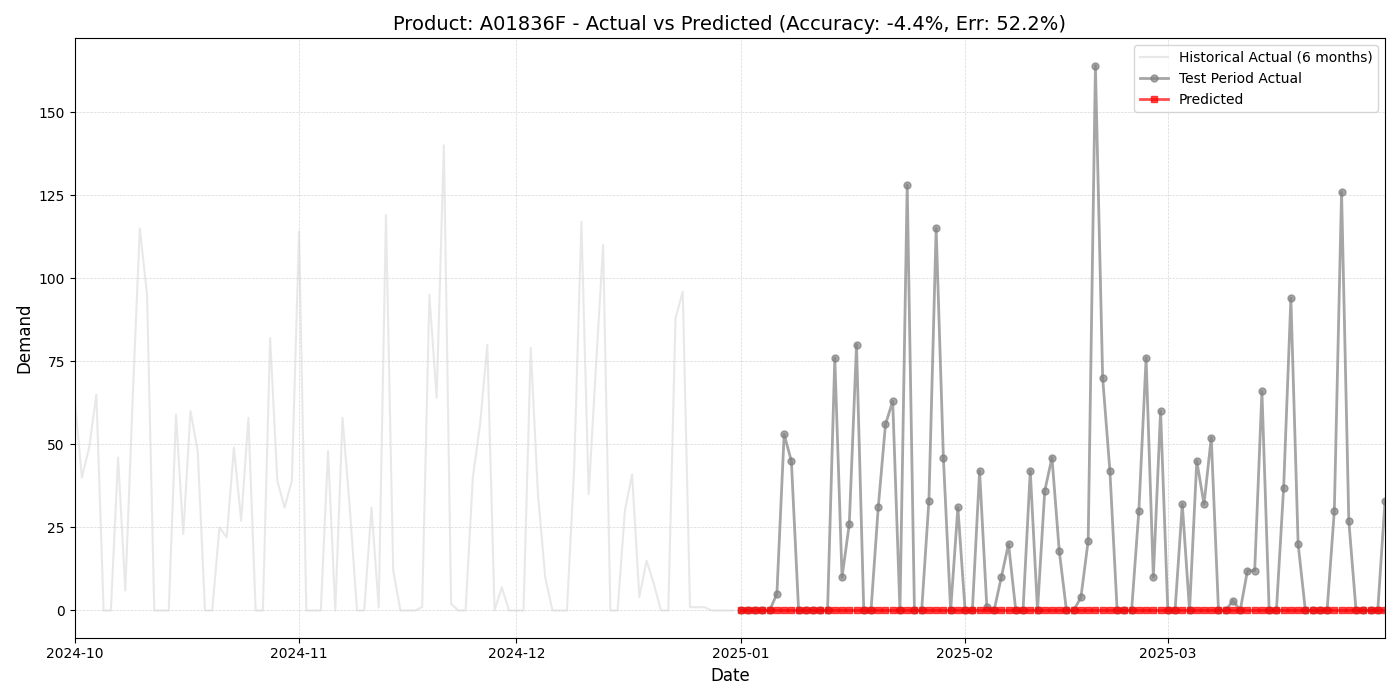 Product: A01836F - Actual vs Predicted (Accuracy: -4.4%, Err: 52.2%)
Historical Actual (6 months)
Test Period Actual
Predicted
Demand
150
125
100
75
50
25
0
2024-10
2024-11
2024-12
2025-01
2025-02
2025-03
Date